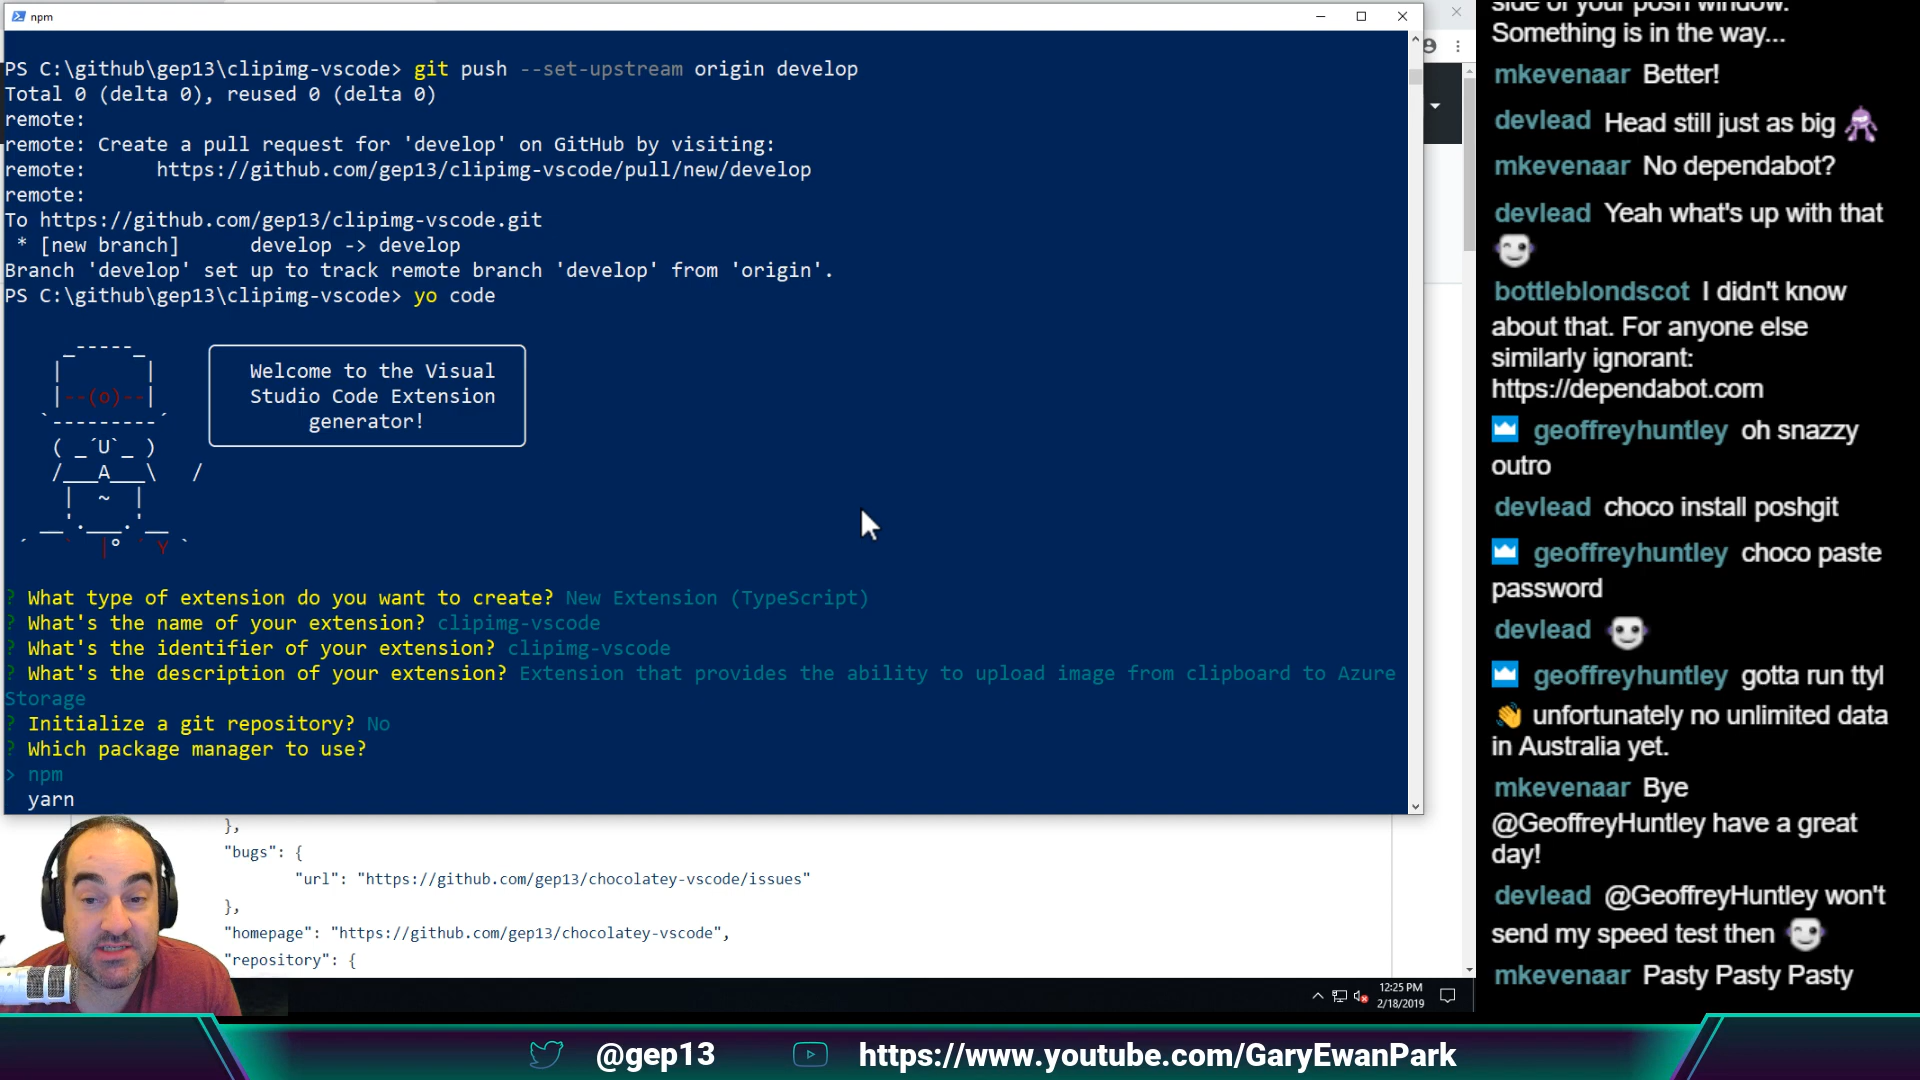 npm
PS C:\github\gep13\clipimg-vscode> git push --set-upstream origin develop
Total 0 (delta 0), reused 0 (delta 0)
remote:
remote: Create a pull request for 'develop' on GitHub by visiting:
remote:      https://github.com/gep13/clipimg-vscode/pull/new/develop
remote:
To https://github.com/gep13/clipimg-vscode.git
 * [new branch]      develop -> develop
Branch 'develop' set up to track remote branch 'develop' from 'origin'.
PS C:\github\gep13\clipimg-vscode> yo code
Welcome to the Visual
Studio Code Extension
generator!
? What type of extension do you want to create? New Extension (TypeScript)
? What's the name of your extension? clipimg-vscode
? What's the identifier of your extension? clipimg-vscode
? What's the description of your extension? Extension that provides the ability to upload image from clipboard to Azure
Storage
? Initialize a git repository? No
? Which package manager to use?
> npm
  yarn
},
"bugs": {
"url": "https://github.com/gep13/chocolatey-vscode/issues"
},
"homepage": "https://github.com/gep13/chocolatey-vscode",
"repository": {
12:25 PM
2/18/2019
side of your posh window.
Something is in the way...
mkevenaar Better!
devlead Head still just as big
mkevenaar No dependabot?
devlead Yeah what's up with that
bottleblondscot I didn't know
about that. For anyone else
similarly ignorant:
https://dependabot.com
geoffreyhuntley oh snazzy
outro
devlead choco install poshgit
geoffreyhuntley choco paste
password
devlead
geoffreyhuntley gotta run ttyl
👋 unfortunately no unlimited data
in Australia yet.
mkevenaar Bye
@GeoffreyHuntley have a great
day!
devlead @GeoffreyHuntley won't
send my speed test then
mkevenaar Pasty Pasty Pasty
@gep13
https://www.youtube.com/GaryEwanPark